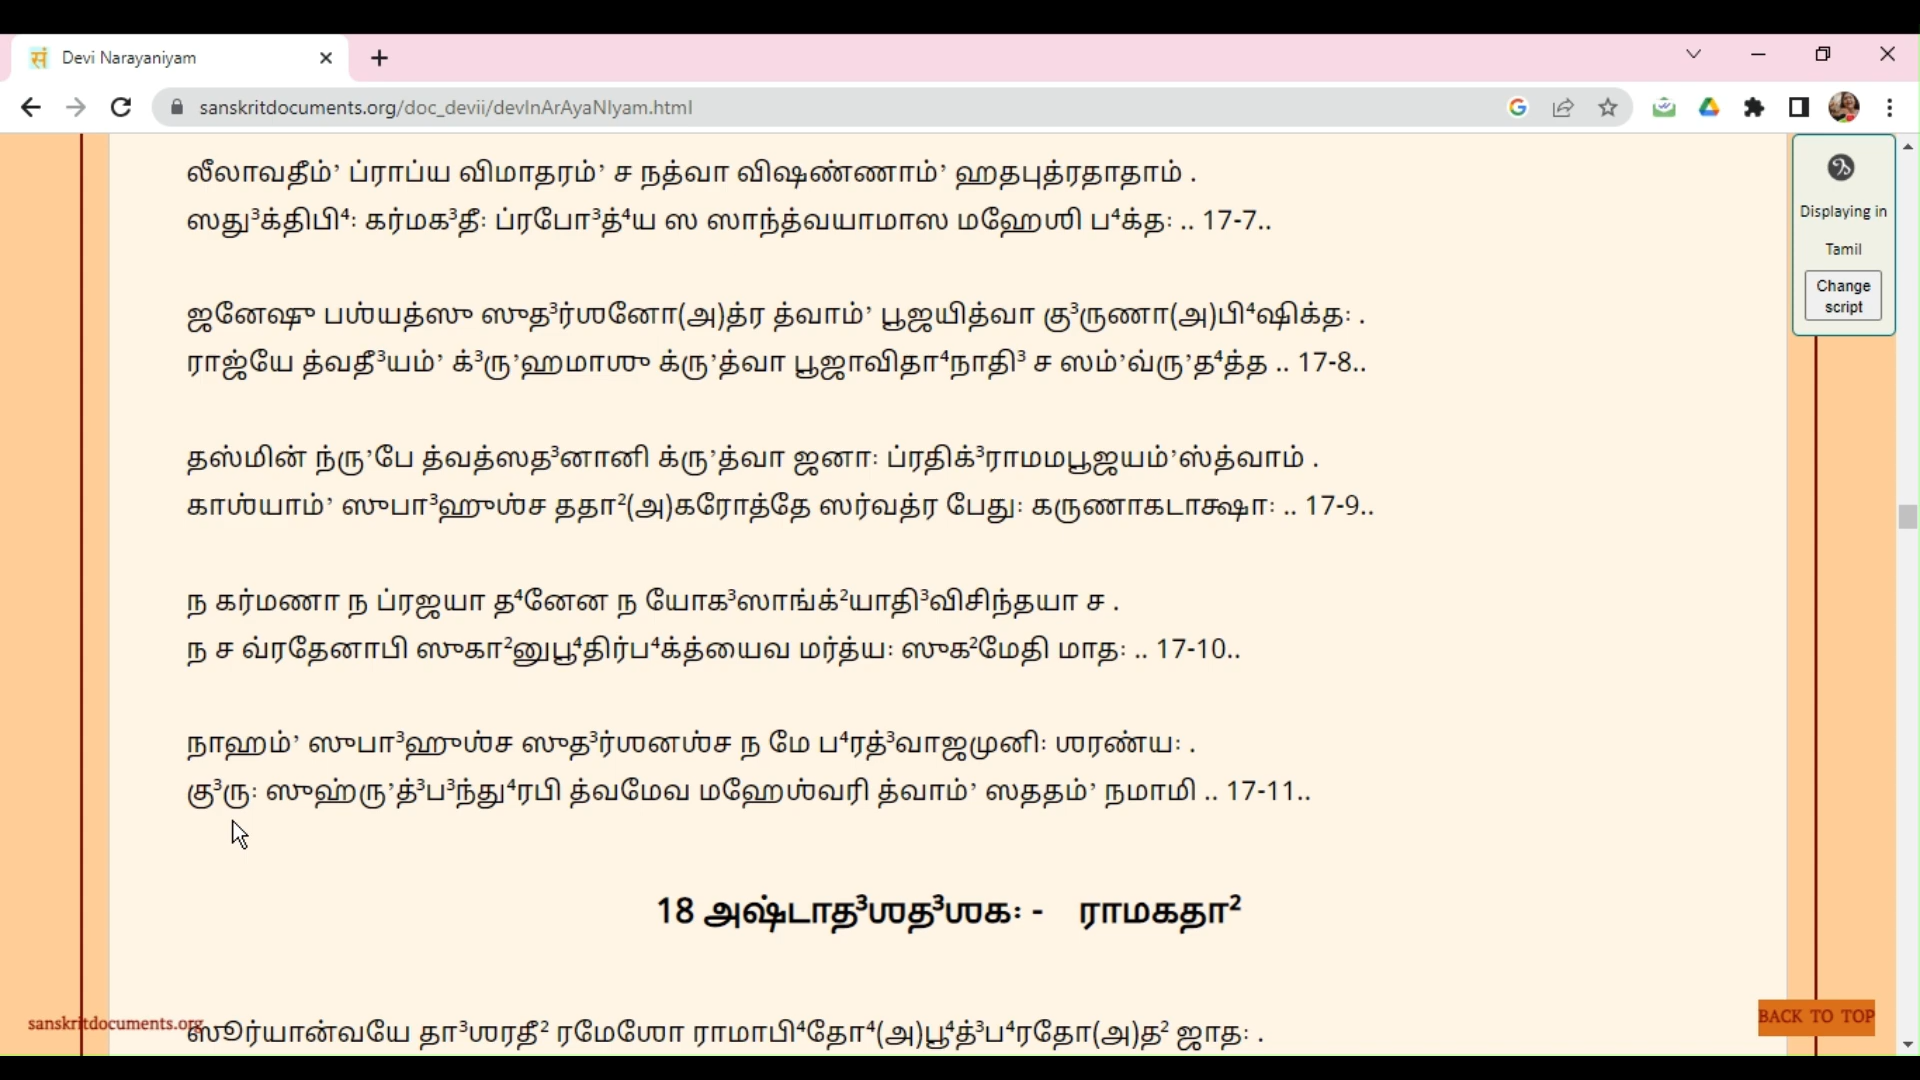 Devi Narayaniyam
sanskritdocuments.org/doc_devii/devInArAyaNIyam.html
லீலாவதீம்’ ப்ராப்ய விமாதரம்’ ச நத்வா விஷண்ணாம்’ ஹதபுத்ரதாதாம் .
ஸது³க்திபி⁴꞉ கர்மக³தீ꞉ ப்ரபோ³த்⁴ய ஸ ஸாந்த்வயாமாஸ மஹேஶி ப⁴க்த꞉ .. 17-7..
ஜனேஷு பஶ்யத்ஸு ஸுத³ர்ஶனோ(அ)த்ர த்வாம்’ பூஜயித்வா கு³ருணா(அ)பி⁴ஷிக்த꞉ .
ராஜ்யே த்வதீ³யம்’ க்³ரு’ஹமாஶு க்ரு’த்வா பூஜாவிதா⁴நாதி³ ச ஸம்’வ்ரு’த⁴த்த .. 17-8..
தஸ்மின் ந்ரு’பே த்வத்ஸத³னானி க்ரு’த்வா ஜனா꞉ ப்ரதிக்³ராமமபூஜயம்’ஸ்த்வாம் .
காஶ்யாம்’ ஸுபா³ஹுஶ்ச ததா²(அ)கரோத்தே ஸர்வத்ர பேது꞉ கருணாகடாக்ஷா꞉ .. 17-9..
ந கர்மணா ந ப்ரஜயா த⁴னேன ந யோக³ஸாங்க்²யாதி³விசிந்தயா ச .
ந ச வ்ரதேனாபி ஸுகா²னுபூ⁴திர்ப⁴க்த்யைவ மர்த்ய꞉ ஸுக²மேதி மாத꞉ .. 17-10..
நாஹம்’ ஸுபா³ஹுஶ்ச ஸுத³ர்ஶனஶ்ச ந மே ப⁴ரத்³வாஜமுனி꞉ ஶரண்ய꞉ .
கு³ரு꞉ ஸுஹ்ரு’த்³ப³ந்து⁴ரபி த்வமேவ மஹேஶ்வரி த்வாம்’ ஸததம்’ நமாமி .. 17-11..
18 அஷ்டாத³ஶத³ஶக꞉ - ராமகதா²
ஸூர்யான்வயே தா³ஶரதீ² ரமேஶோ ராமாபி⁴தோ⁴(அ)பூ⁴த்³ப⁴ரதோ(அ)த² ஜாத꞉ .
Displaying in
Tamil
Change
script
sanskritdocuments.org
BACK TO TOP